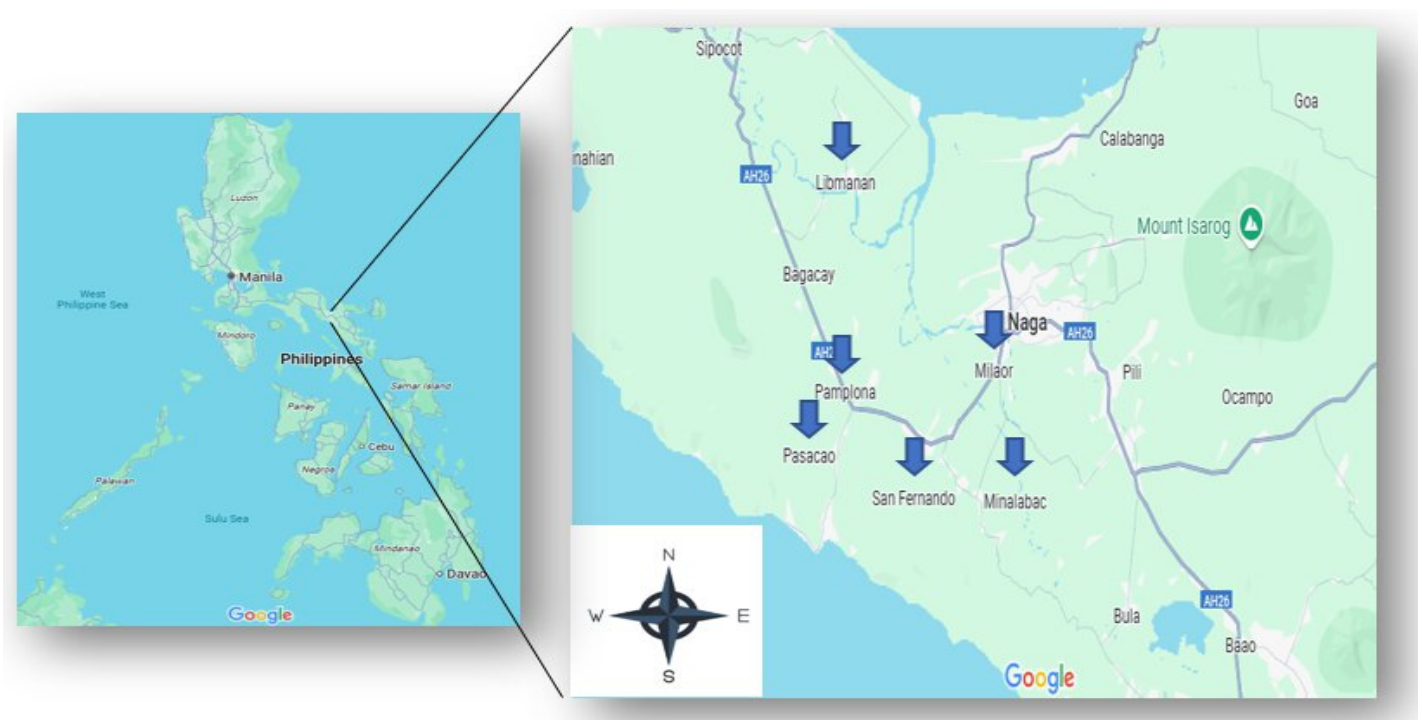 Luzon
Manila
West
Philippine Sea
Mindoro
Philippines
Samar Island
Panay
Cebu
Negros
Palawan
Sulu Sea
Mindanao
Davao
Google
Sipocot
Goa
nahian
Calabanga
AH26
Libmanan
Mount Isarog
Bagacay
Naga
AH26
AH2
Milaor
Pili
Pamplona
Ocampo
Pasacao
San Fernando
Minalabac
N
W
E
S
AH26
Bula
Baao
Google